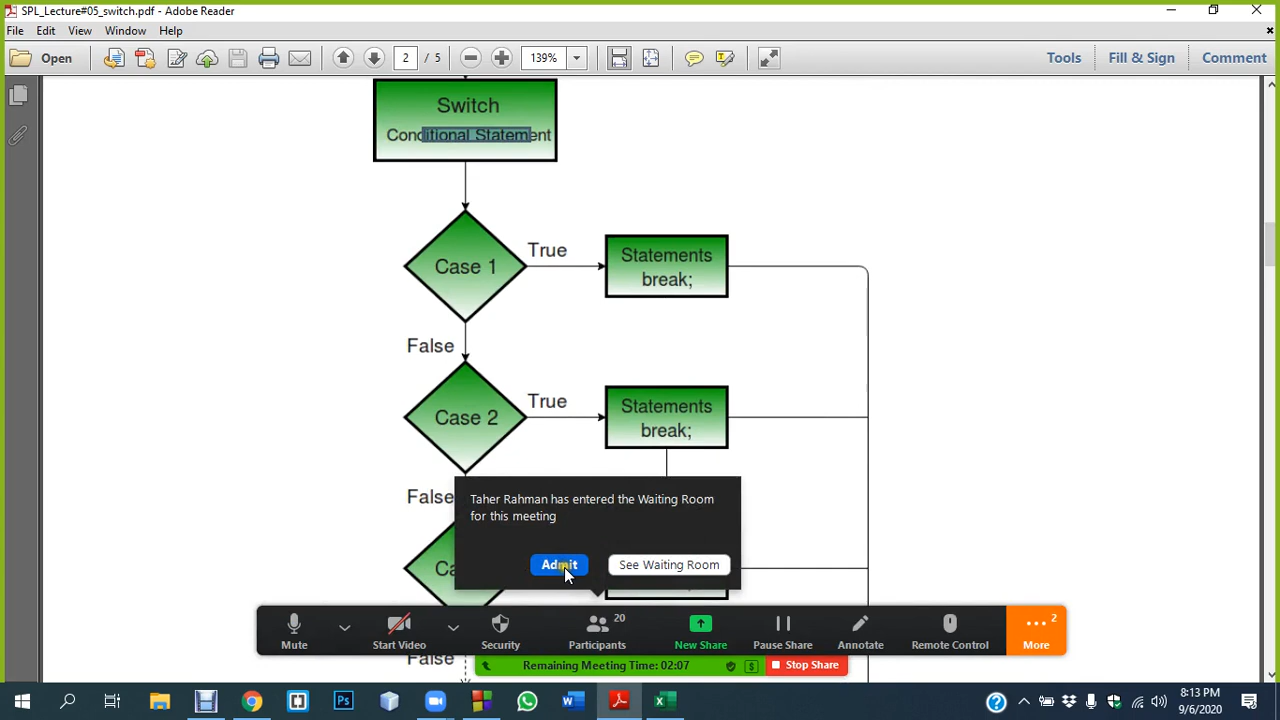 SPL_Lecture#05_switch.pdf - Adobe Reader
File Edit View Window Help
Open 2 / 5 139% Tools Fill & Sign Comment
Switch
Conditional Statement
True
Case 1
Statements
break;
False
True
Case 2
Statements
break;
False
Taher Rahman has entered the Waiting Room
for this meeting
Admit See Waiting Room
Ca
20 2
Mute Start Video Security Participants New Share Pause Share Annotate Remote Control More
False
Remaining Meeting Time: 02:07 $ Stop Share
8:13 PM
9/6/2020